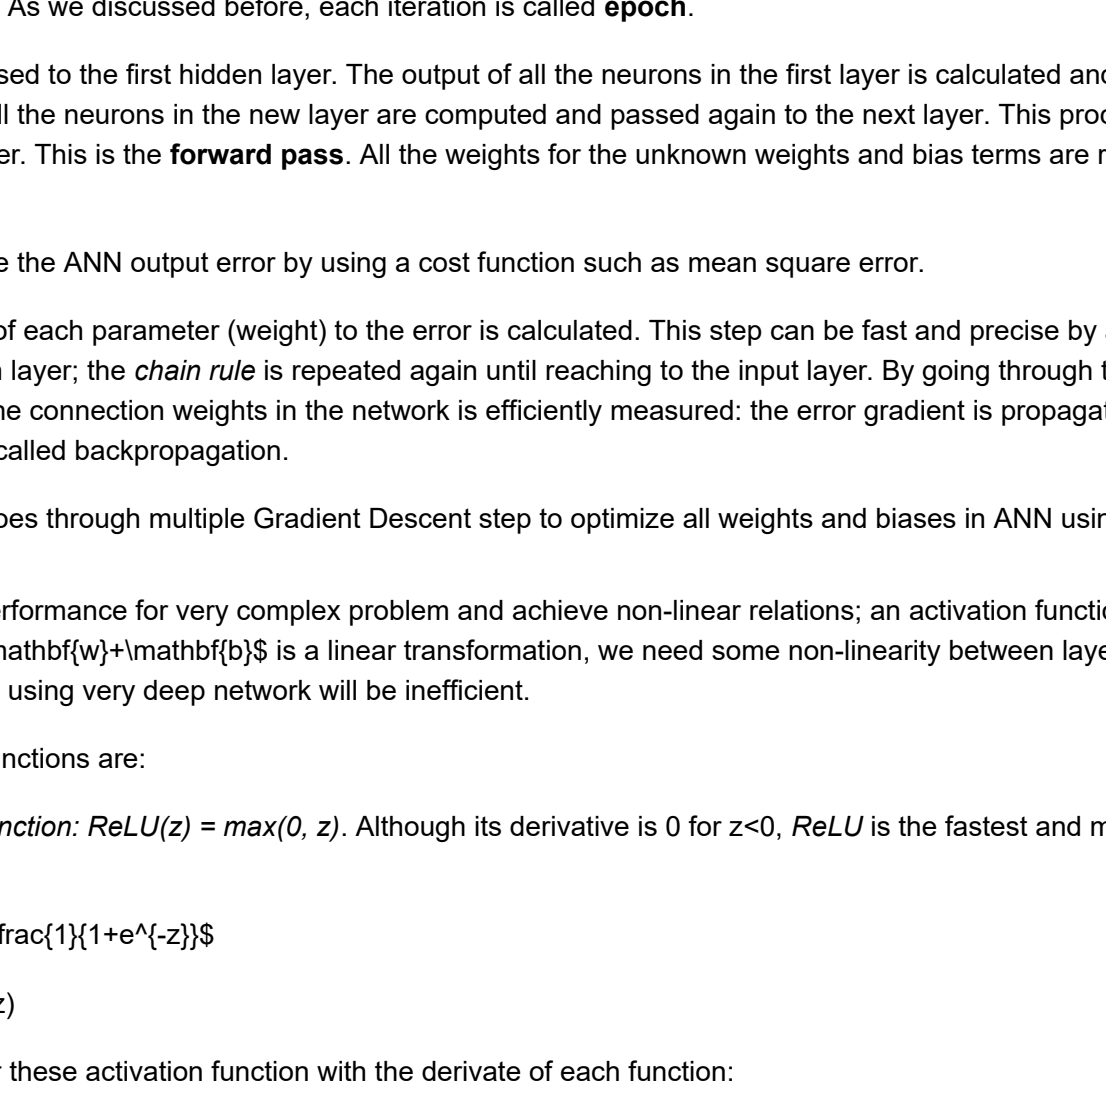 As we discussed before, each iteration is called epoch.
sed to the first hidden layer. The output of all the neurons in the first layer is calculated and
ll the neurons in the new layer are computed and passed again to the next layer. This proc
er. This is the forward pass. All the weights for the unknown weights and bias terms are r
e the ANN output error by using a cost function such as mean square error.
of each parameter (weight) to the error is calculated. This step can be fast and precise by
layer; the chain rule is repeated again until reaching to the input layer. By going through t
he connection weights in the network is efficiently measured: the error gradient is propagat
called backpropagation.
oes through multiple Gradient Descent step to optimize all weights and biases in ANN usin
erformance for very complex problem and achieve non-linear relations; an activation functio
mathbf{w}+\mathbf{b}$ is a linear transformation, we need some non-linearity between laye
using very deep network will be inefficient.
nctions are:
nction: ReLU(z) = max(0, z). Although its derivative is 0 for z<0, ReLU is the fastest and m
frac{1}{1+e^{-z}}$
z)
these activation function with the derivate of each function: